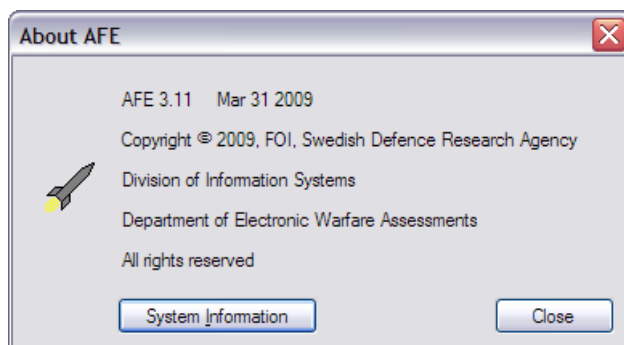 About AFE
AFE 3.11 Mar 31 2009
Copyright © 2009, FOI, Swedish Defence Research Agency
Division of Information Systems
Department of Electronic Warfare Assessments
All rights reserved
System Information
Close